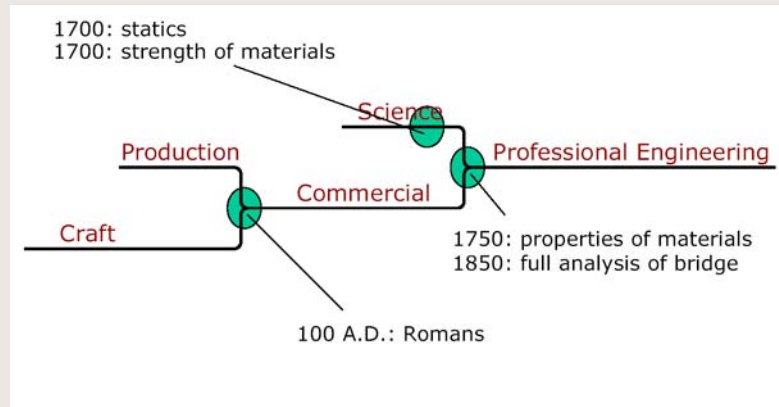 1700: statics
1700: strength of materials
Science
Production
Professional Engineering
Commercial
Craft
1750: properties of materials
1850: full analysis of bridge
100 A.D.: Romans